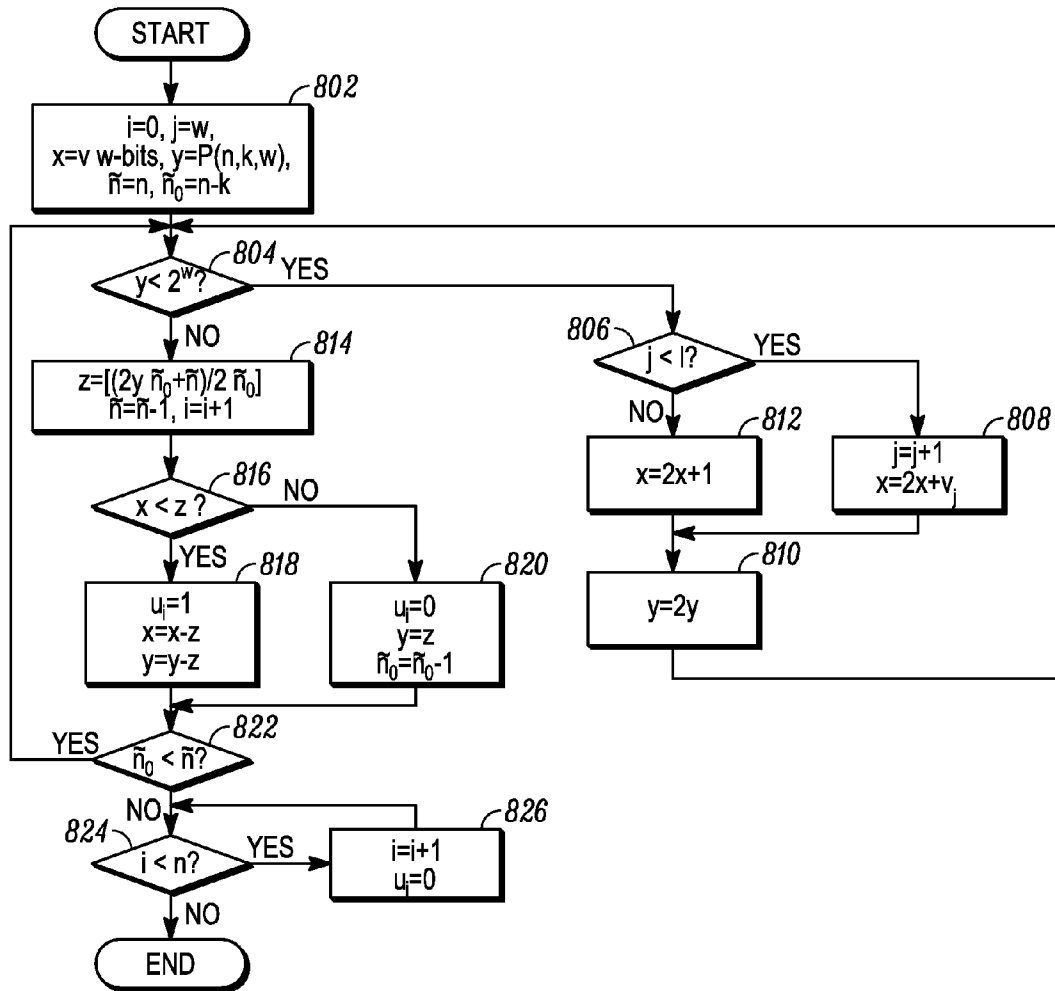 START
802
i=0, j=w,
x=v w-bits, y=P(n,k,w),
ñ=n, ñ₀=n-k
804
y< 2ʷ?
YES
NO
806
j < l?
YES
NO
814
z=[(2y ñ₀+ñ)/2 ñ₀]
ñ=ñ-1, i=i+1
812
x=2x+1
808
j=j+1
x=2x+vⱼ
816
x < z ?
NO
YES
818
uᵢ=1
x=x-z
y=y-z
820
uᵢ=0
y=z
ñ₀=ñ₀-1
810
y=2y
822
ñ₀ < ñ?
YES
NO
824
i < n?
YES
NO
826
i=i+1
uᵢ=0
END